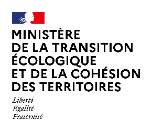 MINISTÈRE
DE LA TRANSITION
ÉCOLOGIQUE
ET DE LA COHÉSION
DES TERRITOIRES
Liberté
Égalité
Fraternité